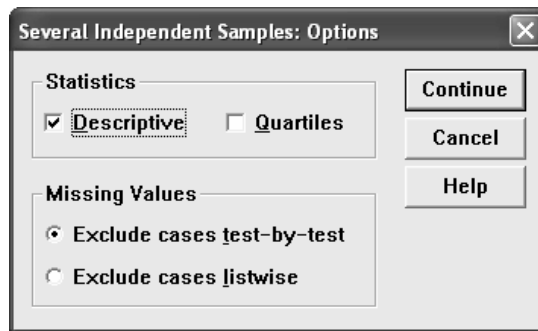 Several Independent Samples: Options
Statistics
Descriptive
Quartiles
Missing Values
Exclude cases test-by-test
Exclude cases listwise
Continue
Cancel
Help